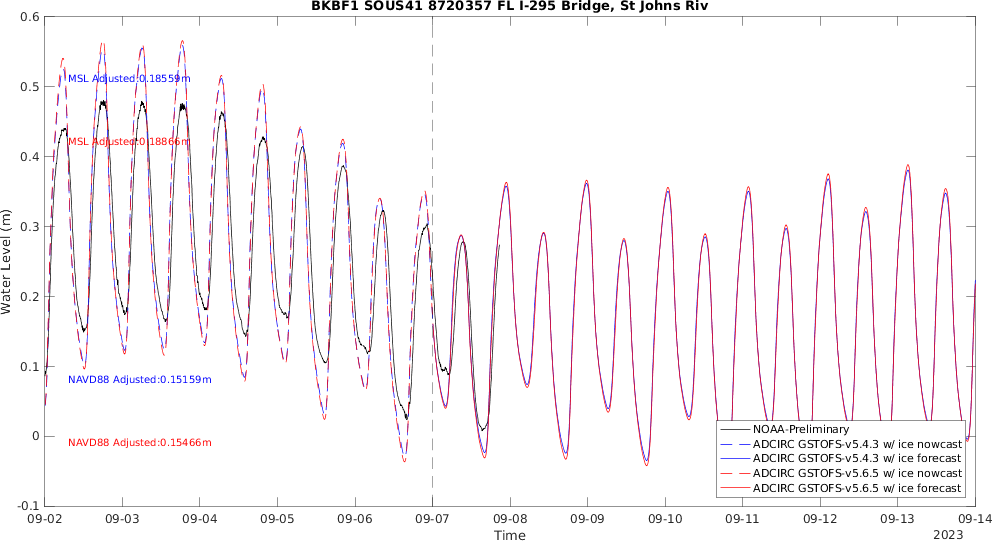 BKBF1 SOUS41 8720357 FL I-295 Bridge, St Johns Riv
Water Level (m)
0.6
0.5
0.4
0.3
0.2
0.1
0
-0.1
MSL Adjusted:0.18559m
MSL Adjusted:0.18866m
NAVD88 Adjusted:0.15159m
NAVD88 Adjusted:0.15466m
NOAA-Preliminary
ADCIRC GSTOFS-v5.4.3 w/ ice nowcast
ADCIRC GSTOFS-v5.4.3 w/ ice forecast
ADCIRC GSTOFS-v5.6.5 w/ ice nowcast
ADCIRC GSTOFS-v5.6.5 w/ ice forecast
09-02 09-03 09-04 09-05 09-06 09-07 09-08 09-09 09-10 09-11 09-12 09-13 09-14
Time
2023